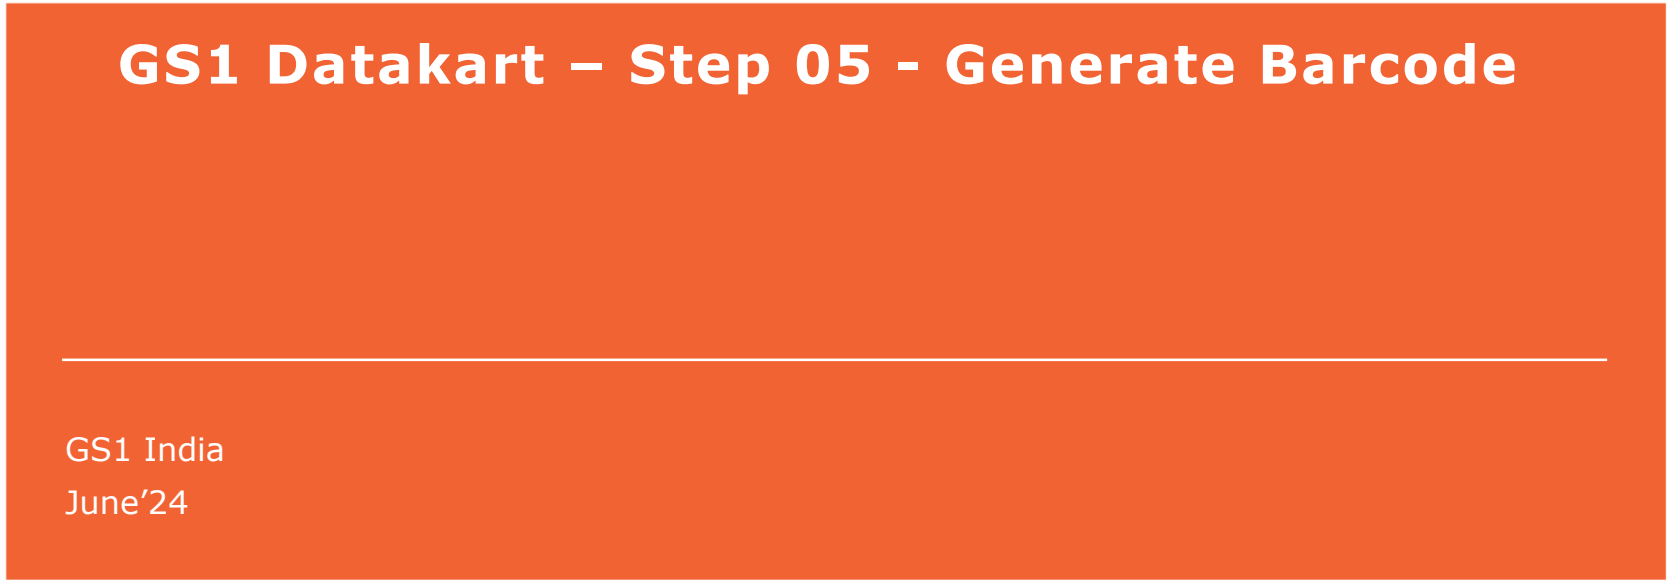 GS1 Datakart – Step 05 - Generate Barcode
GS1 India
June’24